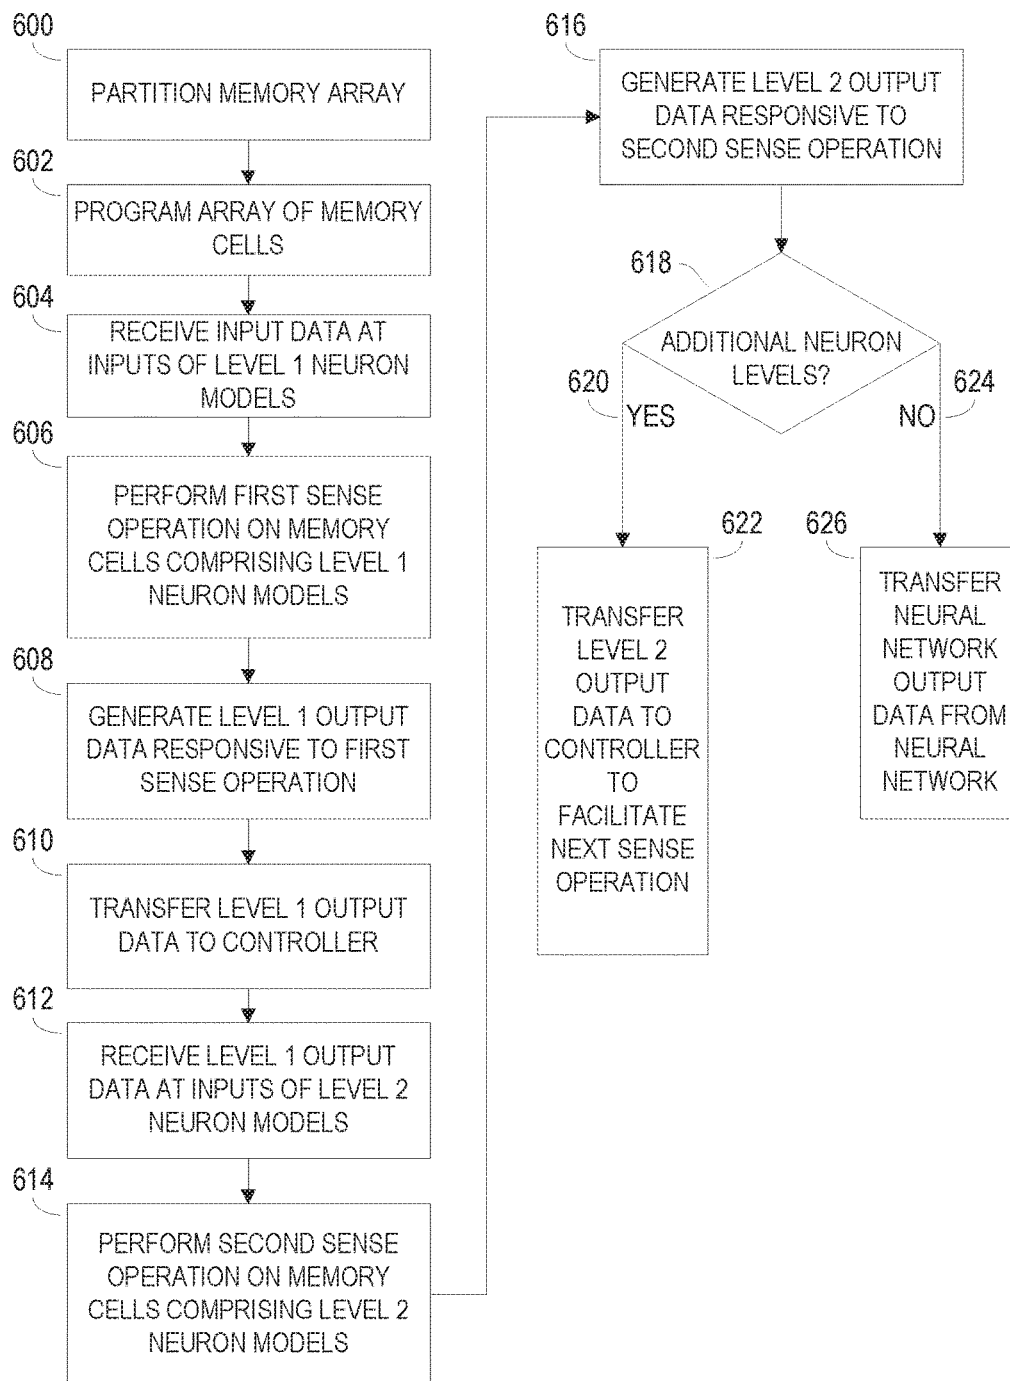 600
PARTITION MEMORY ARRAY
602
PROGRAM ARRAY OF MEMORY
CELLS
604
RECEIVE INPUT DATA AT
INPUTS OF LEVEL 1 NEURON
MODELS
606
PERFORM FIRST SENSE
OPERATION ON MEMORY
CELLS COMPRISING LEVEL 1
NEURON MODELS
608
GENERATE LEVEL 1 OUTPUT
DATA RESPONSIVE TO FIRST
SENSE OPERATION
610
TRANSFER LEVEL 1 OUTPUT
DATA TO CONTROLLER
612
RECEIVE LEVEL 1 OUTPUT
DATA AT INPUTS OF LEVEL 2
NEURON MODELS
614
PERFORM SECOND SENSE
OPERATION ON MEMORY
CELLS COMPRISING LEVEL 2
NEURON MODELS
616
GENERATE LEVEL 2 OUTPUT
DATA RESPONSIVE TO
SECOND SENSE OPERATION
618
ADDITIONAL NEURON
LEVELS?
620
YES
624
NO
622
TRANSFER
LEVEL 2
OUTPUT
DATA TO
CONTROLLER
TO
FACILITATE
NEXT SENSE
OPERATION
626
TRANSFER
NEURAL
NETWORK
OUTPUT
DATA FROM
NEURAL
NETWORK